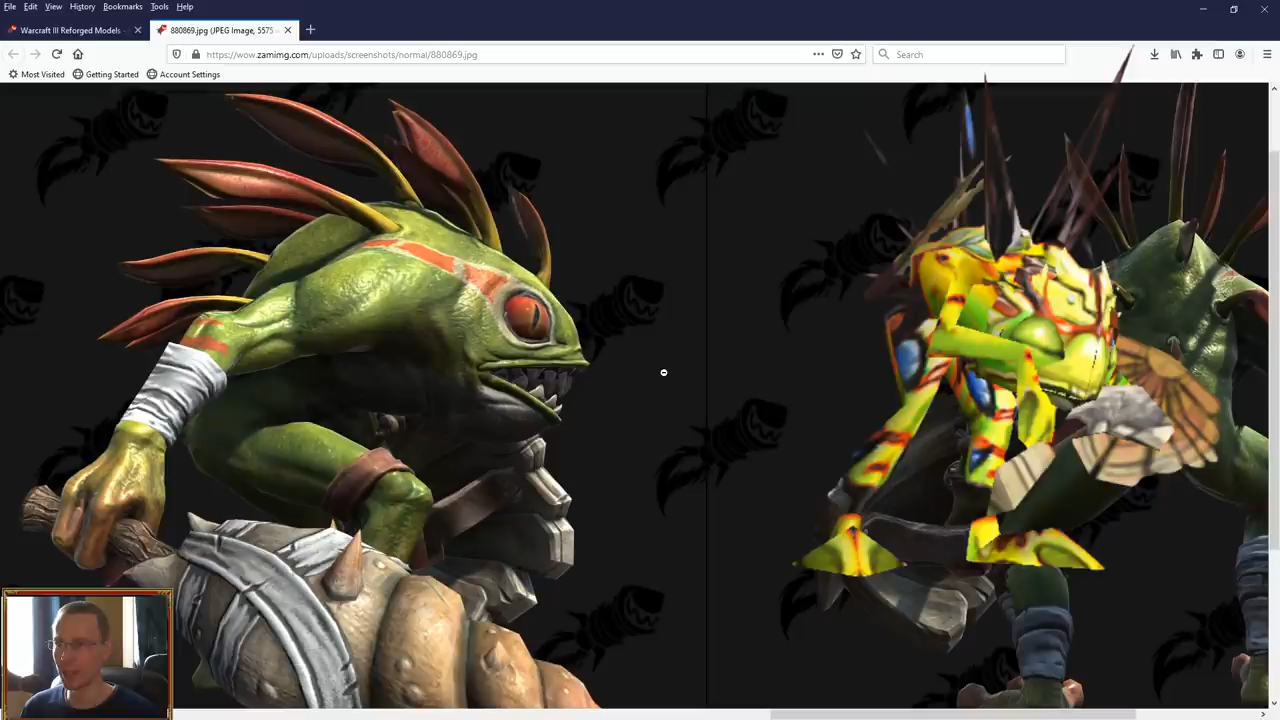 File Edit View History Bookmarks Tools Help
Warcraft III Reforged Models -
880869.jpg (JPEG Image, 5575
https://wow.zamimg.com/uploads/screenshots/normal/880869.jpg
Search
Most Visited Getting Started Account Settings